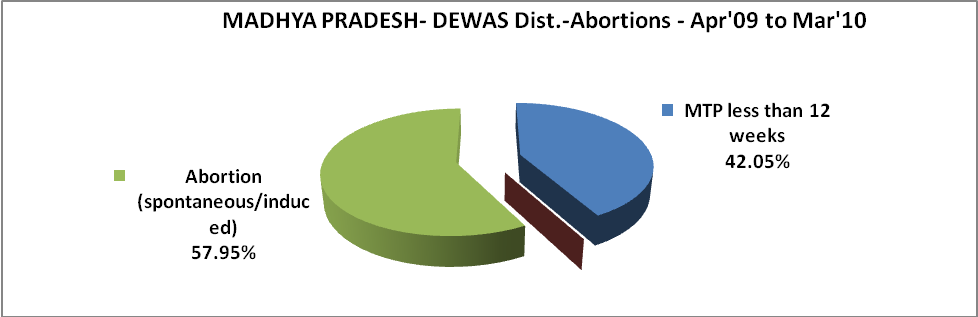 MADHYA PRADESH- DEWAS Dist.-Abortions - Apr'09 to Mar'10
MTP less than 12
weeks
42.05%
Abortion
(spontaneous/induc
ed)
57.95%